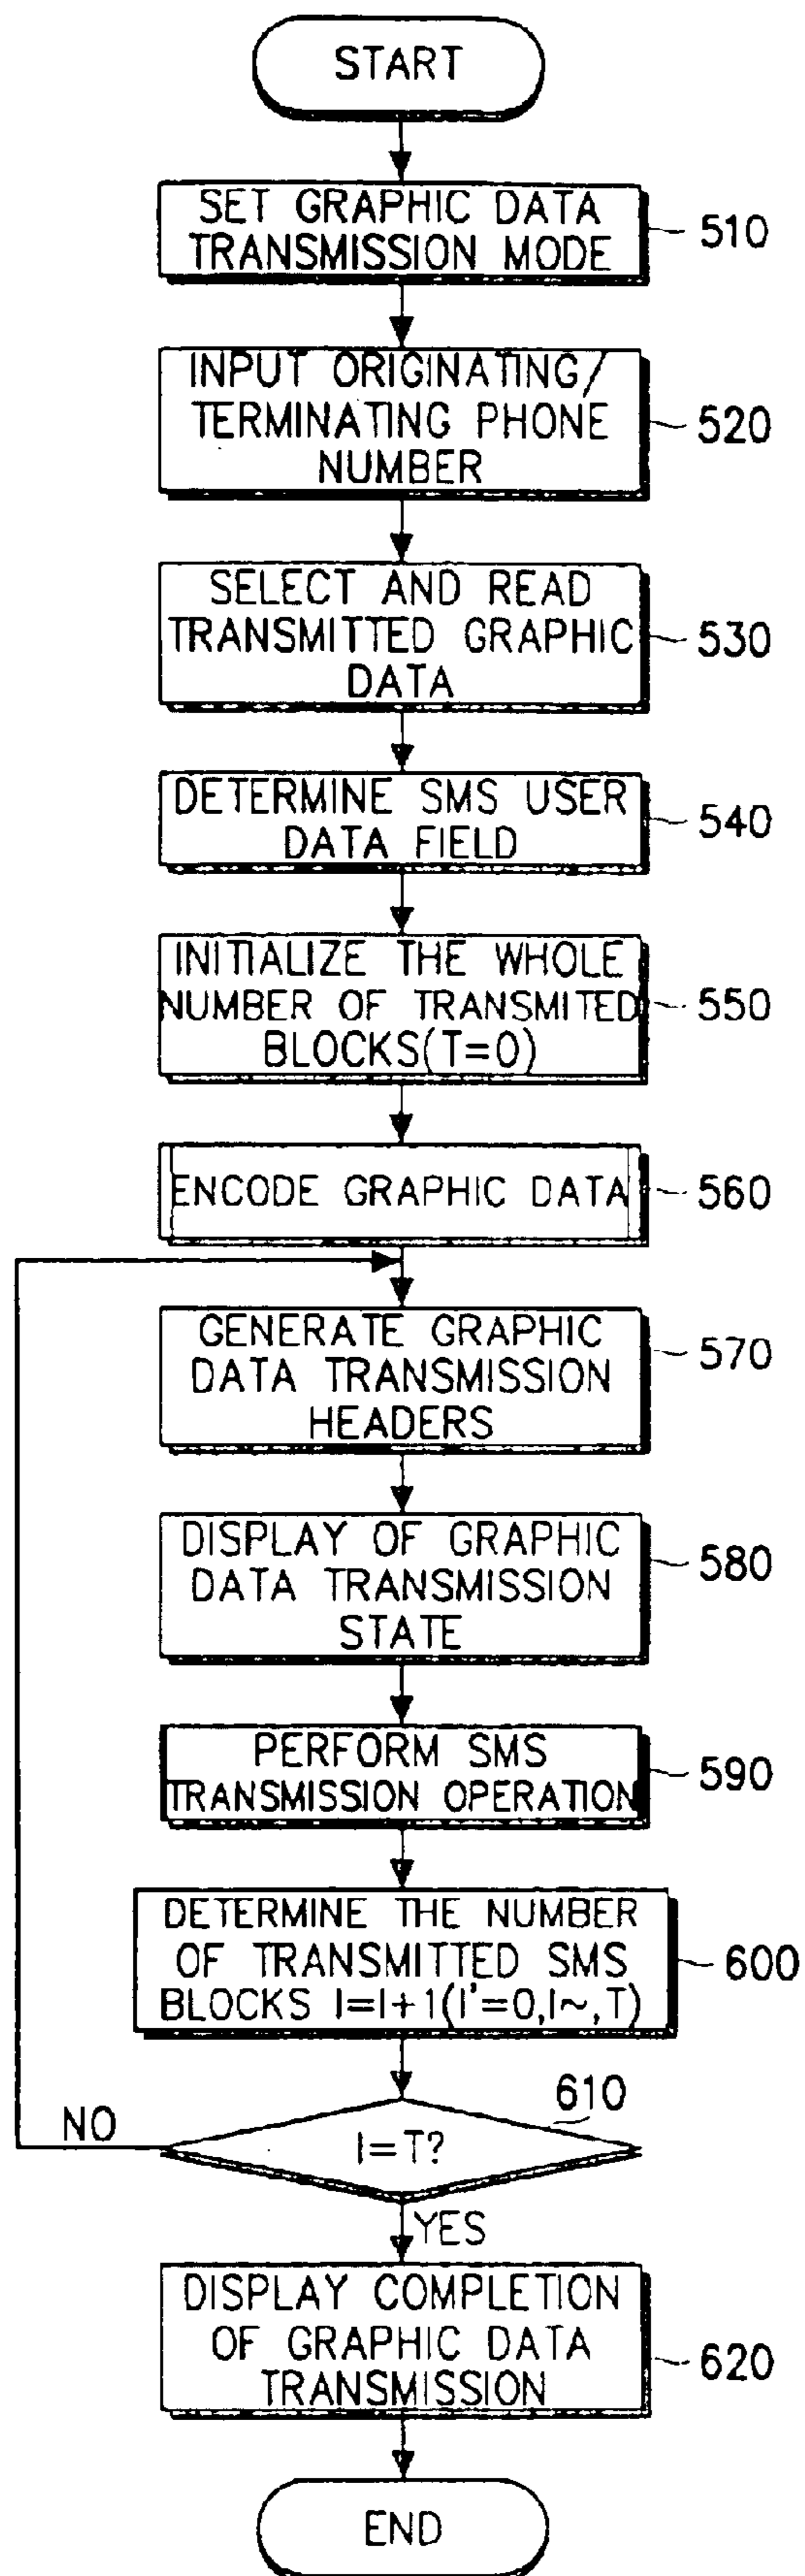 START
SET GRAPHIC DATA
TRANSMISSION MODE
510
INPUT ORIGINATING/
TERMINATING PHONE
NUMBER
520
SELECT AND READ
TRANSMITTED GRAPHIC
DATA
530
DETERMINE SMS USER
DATA FIELD
540
INITIALIZE THE WHOLE
NUMBER OF TRANSMITED
BLOCKS(T=0)
550
ENCODE GRAPHIC DATA
560
GENERATE GRAPHIC
DATA TRANSMISSION
HEADERS
570
DISPLAY OF GRAPHIC
DATA TRANSMISSION
STATE
580
PERFORM SMS
TRANSMISSION OPERATION
590
DETERMINE THE NUMBER
OF TRANSMITTED SMS
BLOCKS I=I+1(I'=0,I~,T)
600
610
I=T?
NO
YES
DISPLAY COMPLETION
OF GRAPHIC DATA
TRANSMISSION
620
END